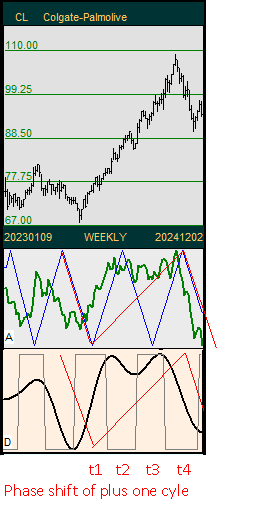 CL Colgate-Palmolive
110.00
99.25
88.50
77.75
67.00
20230109 WEEKLY 20241202
A
D
t1 t2 t3 t4
Phase shift of plus one cyle